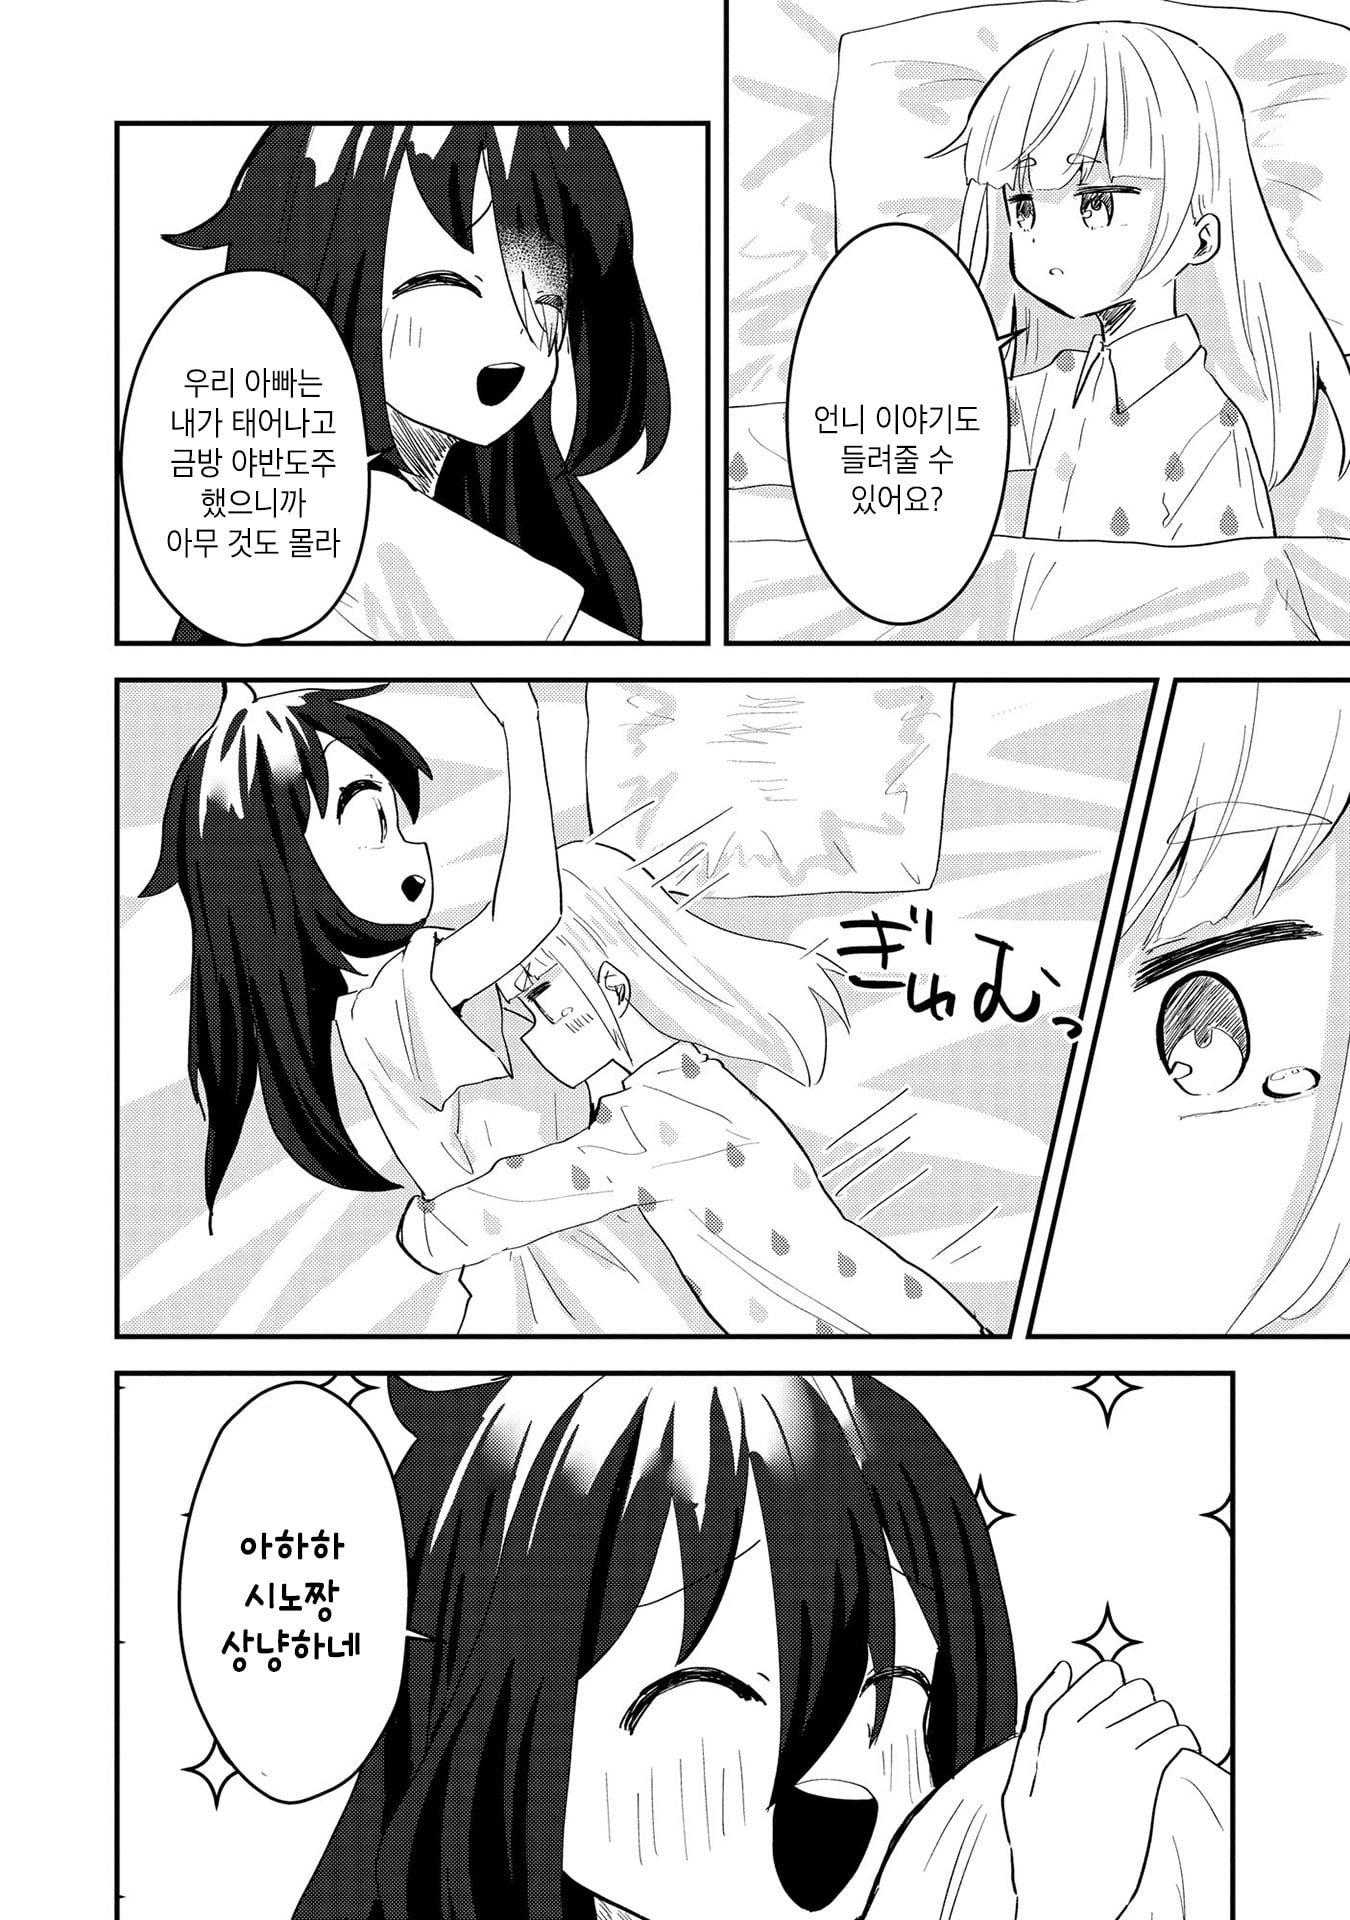 언니 이야기도
들려줄 수
있어요?
우리 아빠는
내가 태어나고
금방 야반도주
했으니까
아무 것도 몰라
ぎゅむっ
아하하
시노짱
상냥하네